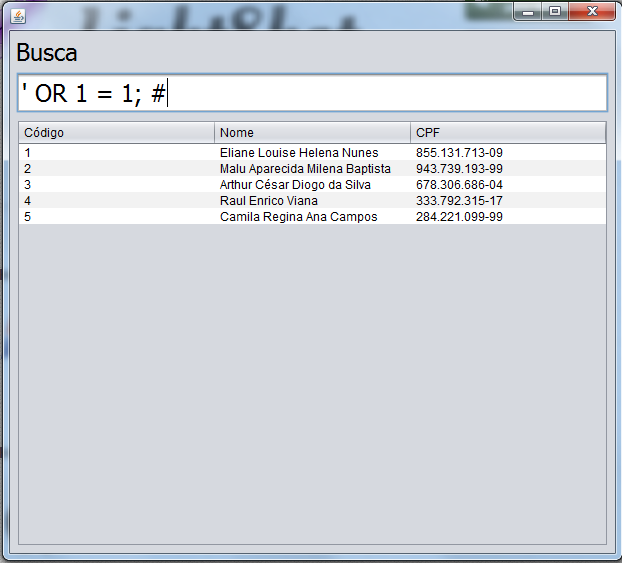 Busca
' OR 1 = 1; #
Código Nome CPF
1 Eliane Louise Helena Nunes 855.131.713-09
2 Malu Aparecida Milena Baptista 943.739.193-99
3 Arthur César Diogo da Silva 678.306.686-04
4 Raul Enrico Viana 333.792.315-17
5 Camila Regina Ana Campos 284.221.099-99